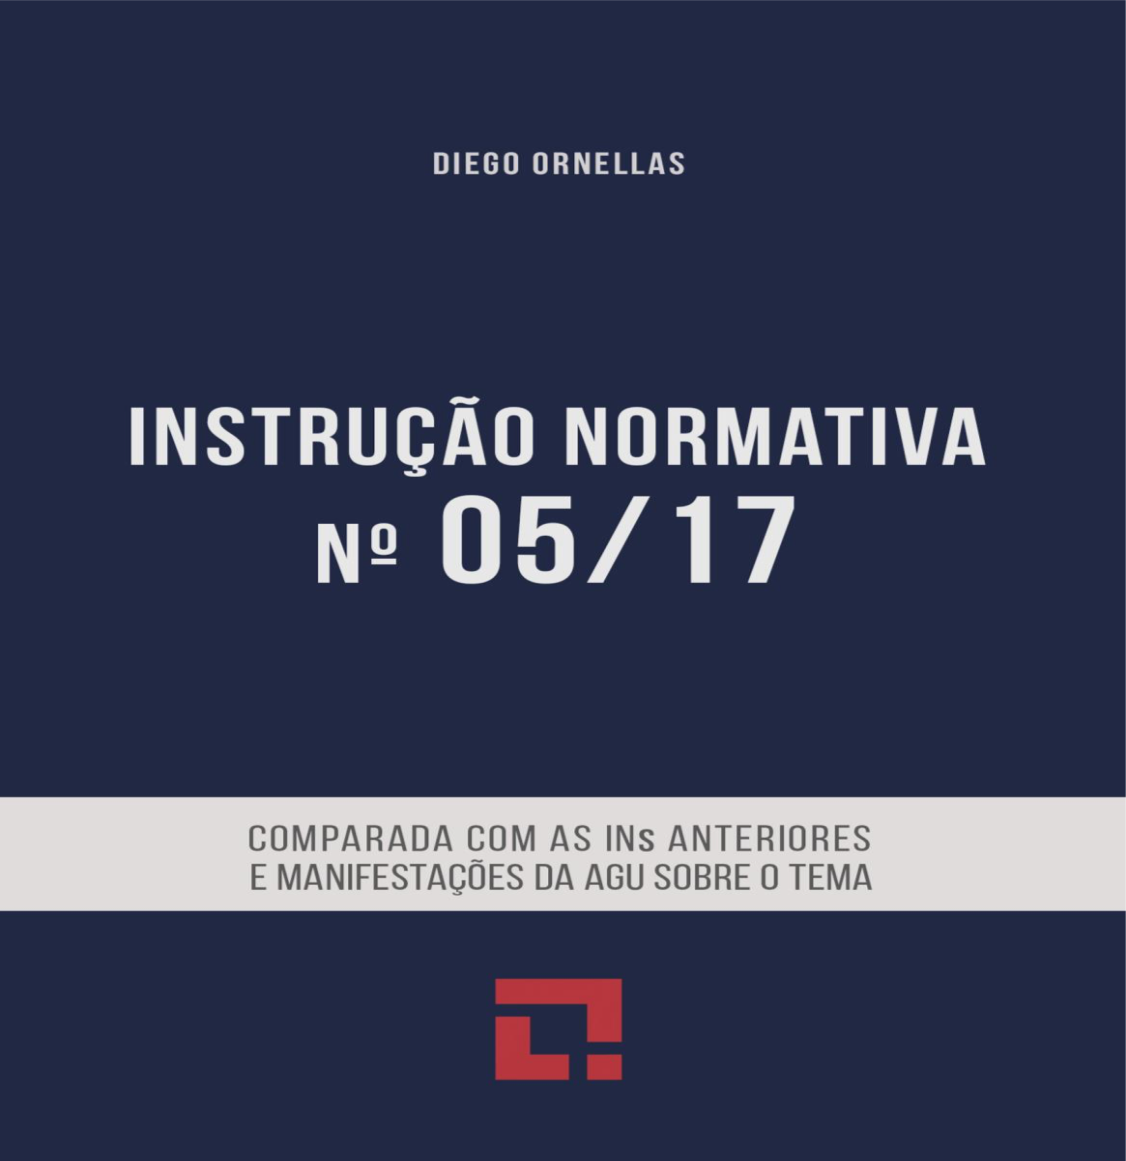 DIEGO ORNELLAS
INSTRUÇÃO NORMATIVA
Nº 05/17
COMPARADA COM AS INs ANTERIORES
E MANIFESTAÇÕES DA AGU SOBRE O TEMA